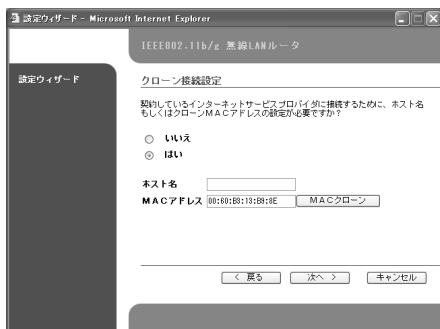 設定ウィザード - Microsoft Internet Explorer
IEEE802.11b/g 無線LANルータ
設定ウィザード
クローン接続設定
契約しているインターネットサービスプロバイダに接続するために、ホスト名
もしくはクローンMACアドレスの設定が必要ですか？
いいえ
はい
ホスト名
MACアドレス 00:60:B3:13:B9:8E MACクローン
< 戻る 次へ > キャンセル